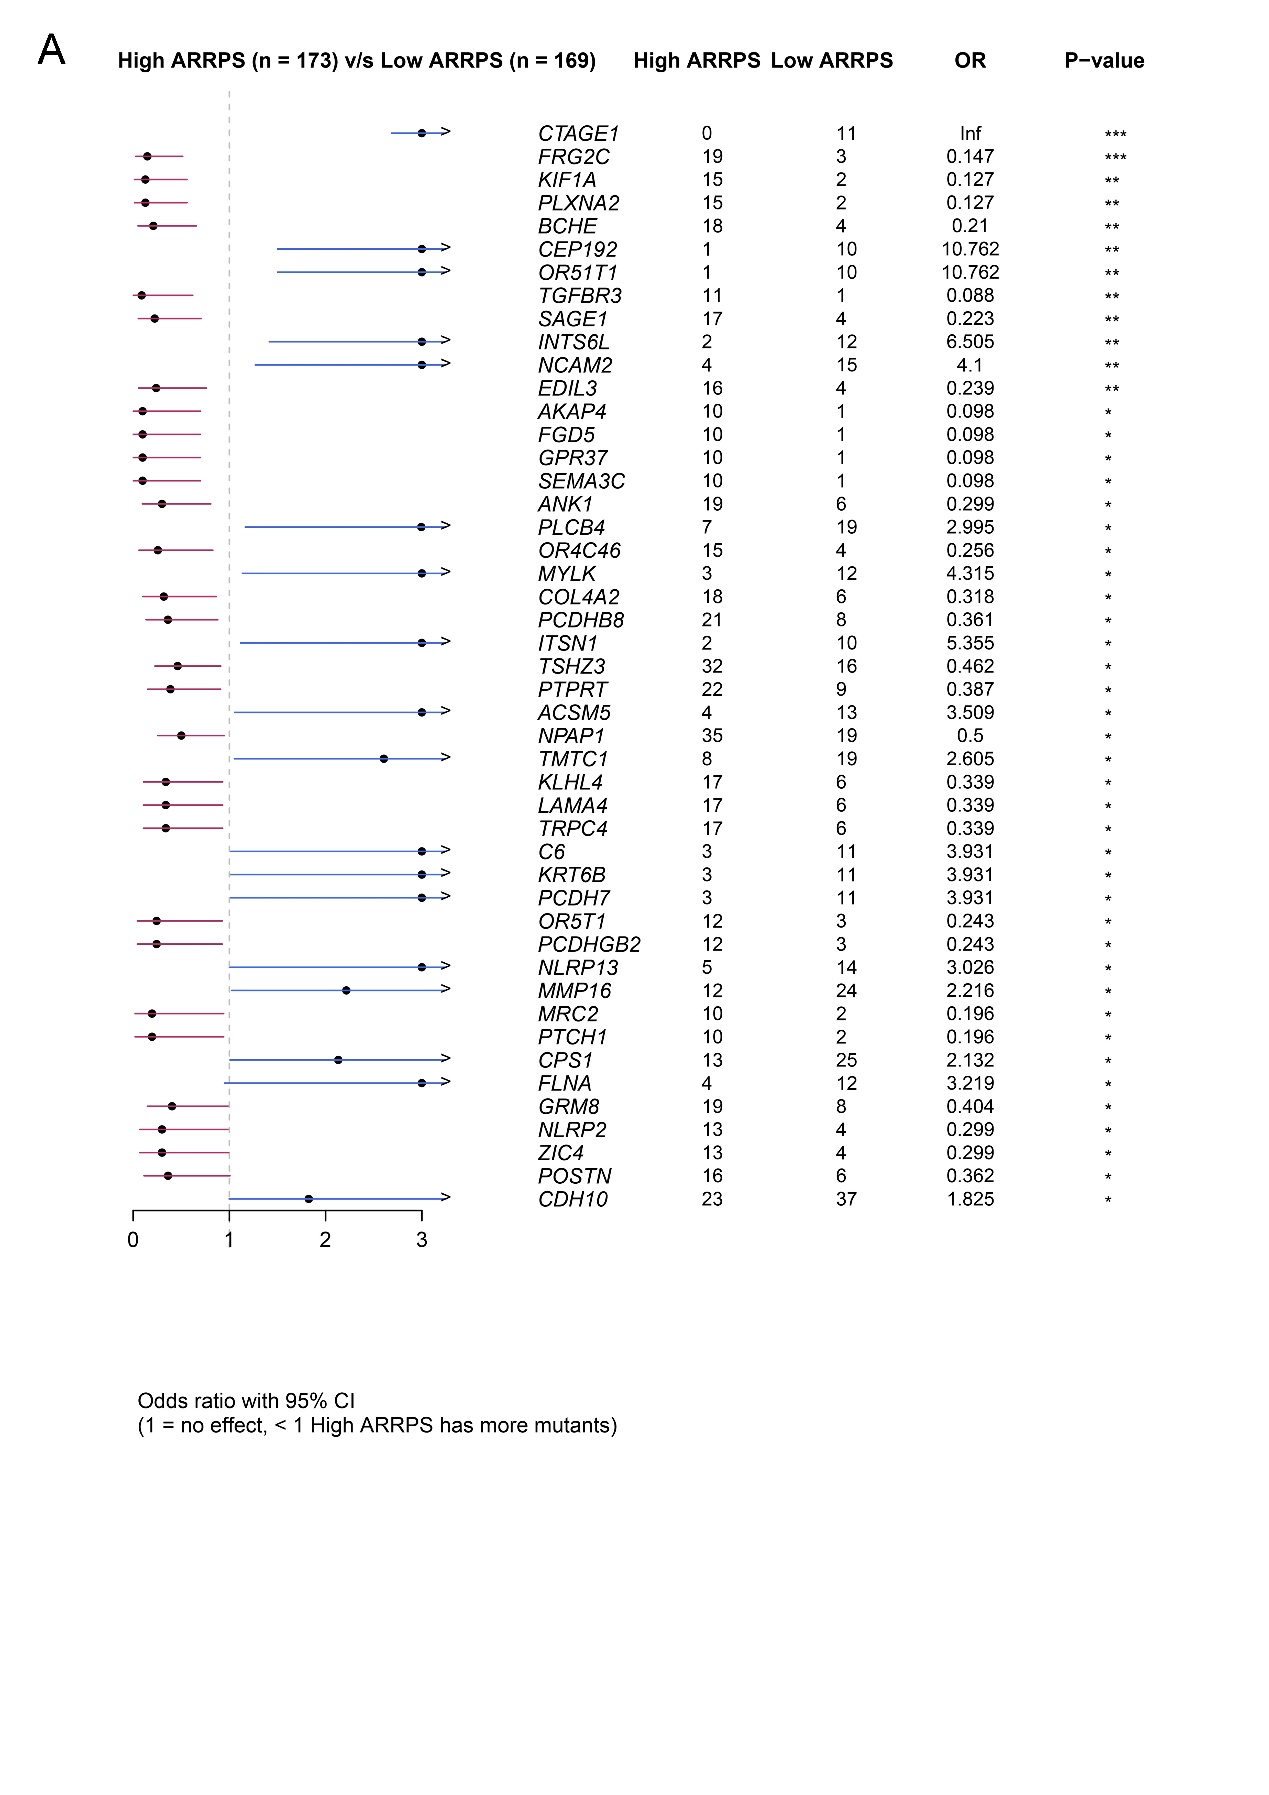 A
High ARRPS (n = 173) v/s Low ARRPS (n = 169) High ARRPS Low ARRPS OR P−value
CTAGE1 0 11 Inf ***
FRG2C 19 3 0.147 ***
KIF1A 15 2 0.127 **
PLXNA2 15 2 0.127 **
BCHE 18 4 0.21 **
CEP192 1 10 10.762 **
OR51T1 1 10 10.762 **
TGFBR3 11 1 0.088 **
SAGE1 17 4 0.223 **
INTS6L 2 12 6.505 **
NCAM2 4 15 4.1 **
EDIL3 16 4 0.239 **
AKAP4 10 1 0.098 *
FGD5 10 1 0.098 *
GPR37 10 1 0.098 *
SEMA3C 10 1 0.098 *
ANK1 19 6 0.299 *
PLCB4 7 19 2.995 *
OR4C46 15 4 0.256 *
MYLK 3 12 4.315 *
COL4A2 18 6 0.318 *
PCDHB8 21 8 0.361 *
ITSN1 2 10 5.355 *
TSHZ3 32 16 0.462 *
PTPRT 22 9 0.387 *
ACSM5 4 13 3.509 *
NPAP1 35 19 0.5 *
TMTC1 8 19 2.605 *
KLHL4 17 6 0.339 *
LAMA4 17 6 0.339 *
TRPC4 17 6 0.339 *
C6 3 11 3.931 *
KRT6B 3 11 3.931 *
PCDH7 3 11 3.931 *
OR5T1 12 3 0.243 *
PCDHGB2 12 3 0.243 *
NLRP13 5 14 3.026 *
MMP16 12 24 2.216 *
MRC2 10 2 0.196 *
PTCH1 10 2 0.196 *
CPS1 13 25 2.132 *
FLNA 4 12 3.219 *
GRM8 19 8 0.404 *
NLRP2 13 4 0.299 *
ZIC4 13 4 0.299 *
POSTN 16 6 0.362 *
CDH10 23 37 1.825 *
0 1 2 3
Odds ratio with 95% CI
(1 = no effect, < 1 High ARRPS has more mutants)